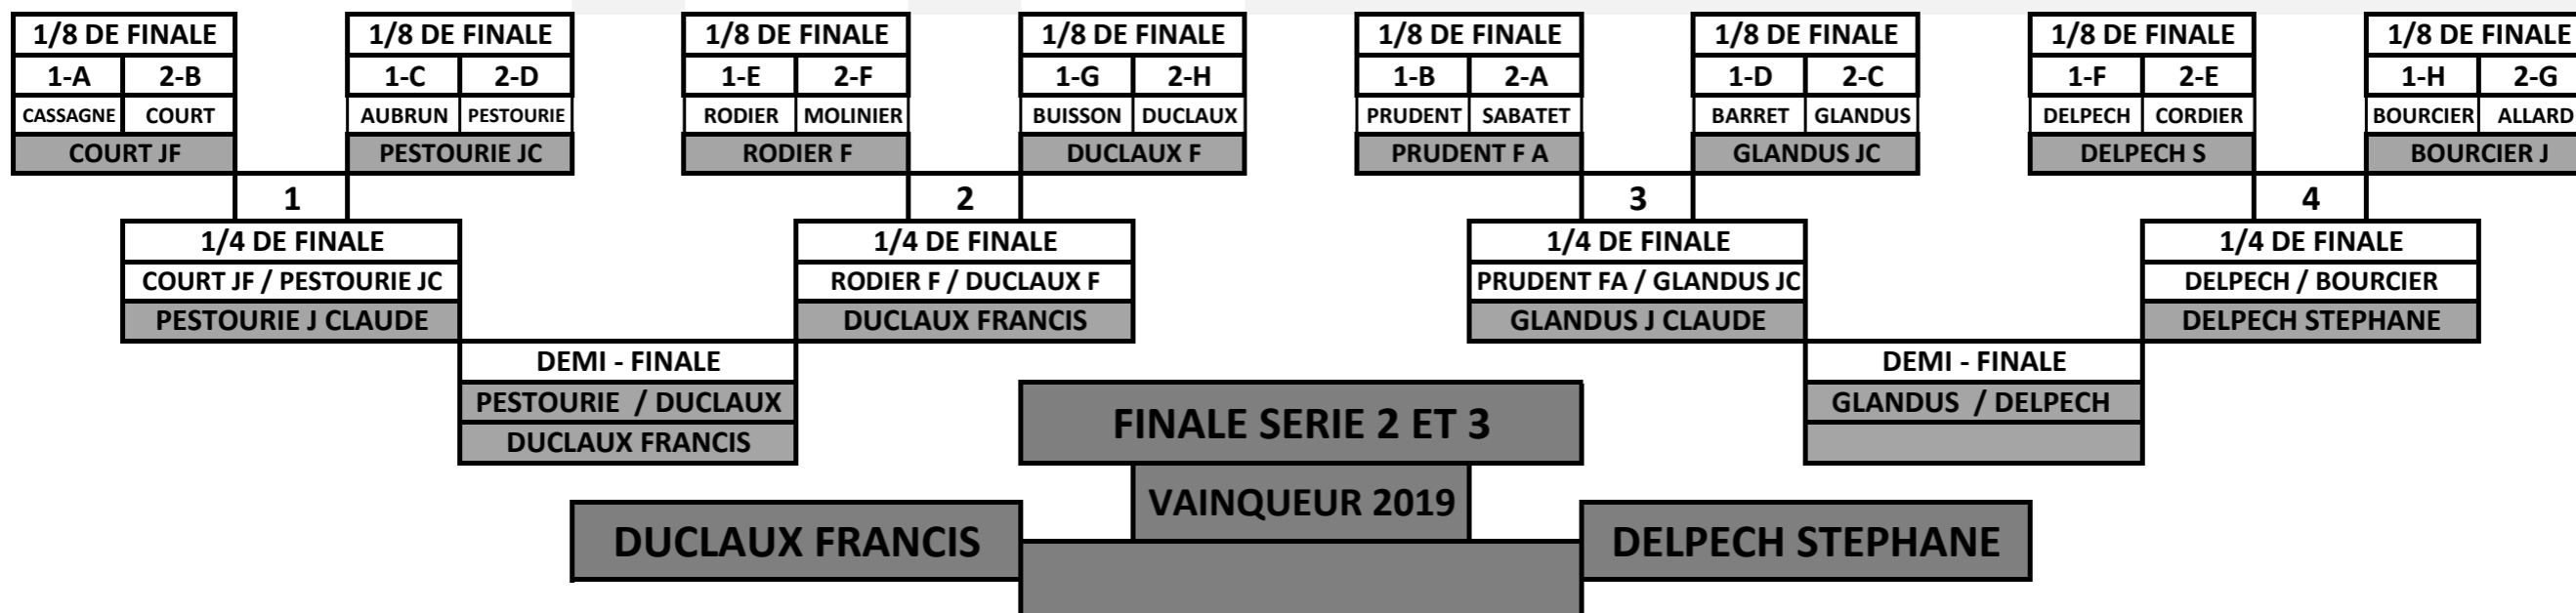 1/8 DE FINALE 1/8 DE FINALE 1/8 DE FINALE 1/8 DE FINALE 1/8 DE FINALE 1/8 DE FINALE 1/8 DE FINALE 1/8 DE FINALE
1-A 2-B 1-C 2-D 1-E 2-F 1-G 2-H 1-B 2-A 1-D 2-C 1-F 2-E 1-H 2-G
CASSAGNE COURT AUBRUN PESTOURIE RODIER MOLINIER BUISSON DUCLAUX PRUDENT SABATET BARRET GLANDUS DELPECH CORDIER BOURCIER ALLARD
COURT JF PESTOURIE JC RODIER F DUCLAUX F PRUDENT F A GLANDUS JC DELPECH S BOURCIER J
1 2 3 4
1/4 DE FINALE 1/4 DE FINALE 1/4 DE FINALE 1/4 DE FINALE
COURT JF / PESTOURIE JC RODIER F / DUCLAUX F PRUDENT FA / GLANDUS JC DELPECH / BOURCIER
PESTOURIE J CLAUDE DUCLAUX FRANCIS GLANDUS J CLAUDE DELPECH STEPHANE
DEMI - FINALE DEMI - FINALE
PESTOURIE / DUCLAUX GLANDUS / DELPECH
FINALE SERIE 2 ET 3
DUCLAUX FRANCIS
VAINQUEUR 2019
DUCLAUX FRANCIS DELPECH STEPHANE